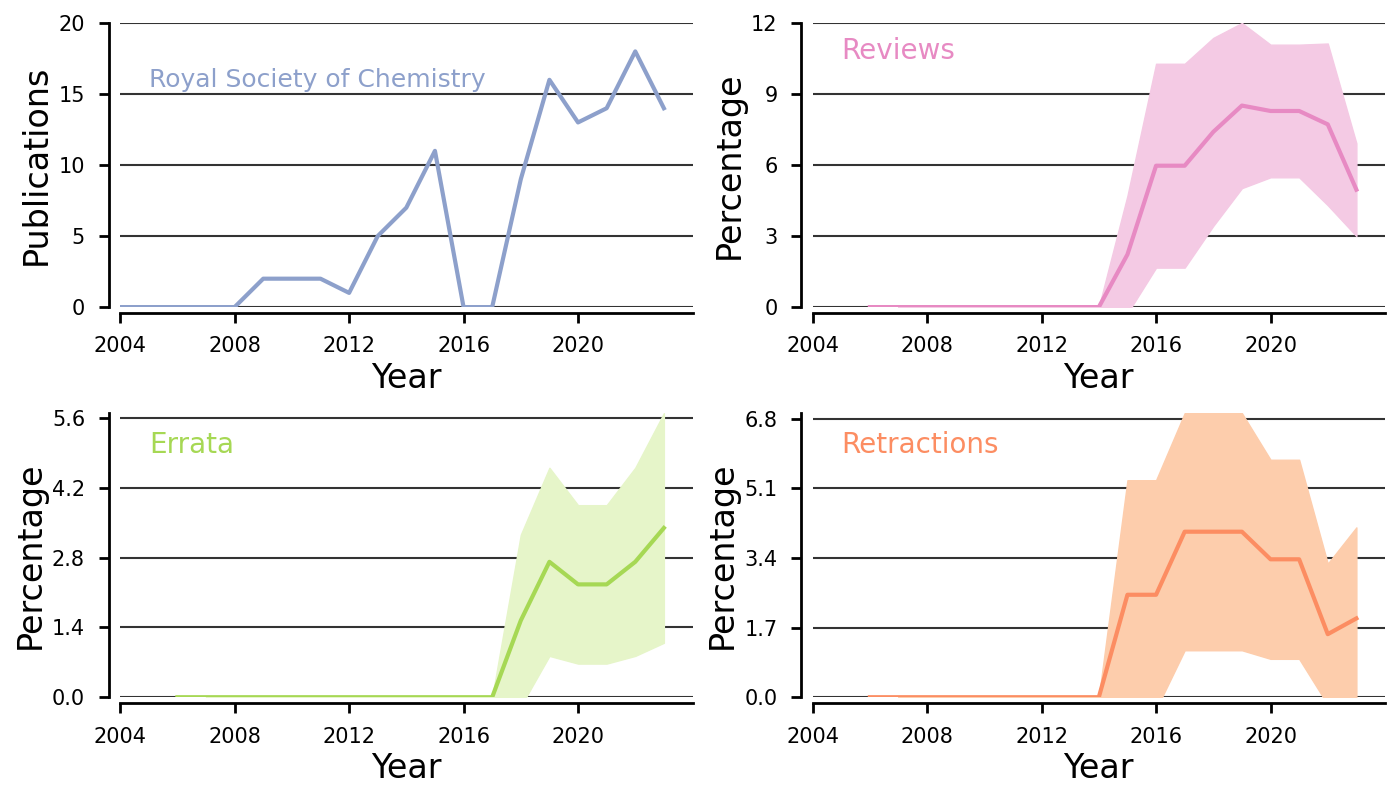 Royal Society of Chemistry
Publications
20
15
10
5
0
2004 2008 2012 2016 2020
Year
Reviews
Percentage
12
9
6
3
0
2004 2008 2012 2016 2020
Year
Errata
Percentage
5.6
4.2
2.8
1.4
0.0
2004 2008 2012 2016 2020
Year
Retractions
Percentage
6.8
5.1
3.4
1.7
0.0
2004 2008 2012 2016 2020
Year